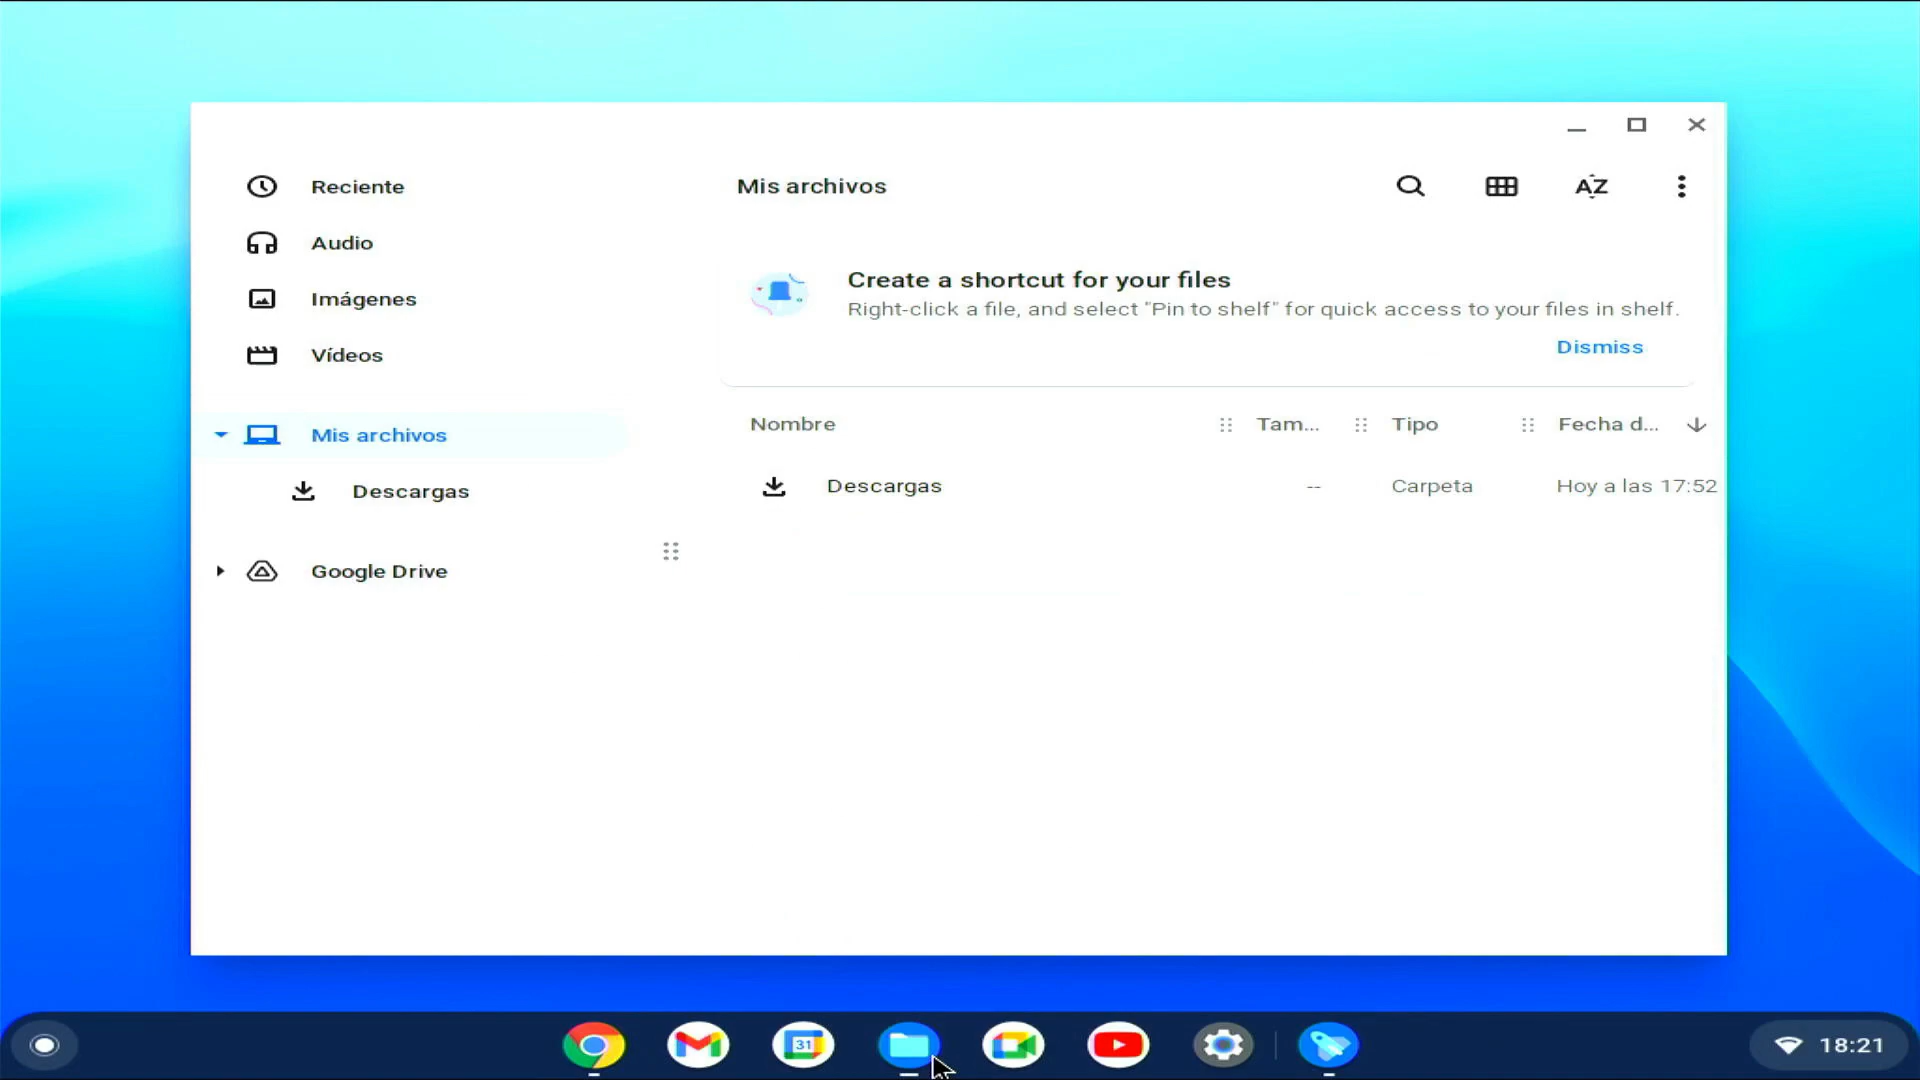 Reciente
Audio
Imágenes
Vídeos
Mis archivos
Descargas
Google Drive
Mis archivos
AZ
Create a shortcut for your files
Right-click a file, and select "Pin to shelf" for quick access to your files in shelf.
Dismiss
Nombre Tam... Tipo Fecha d...
Descargas -- Carpeta Hoy a las 17:52
31
18:21